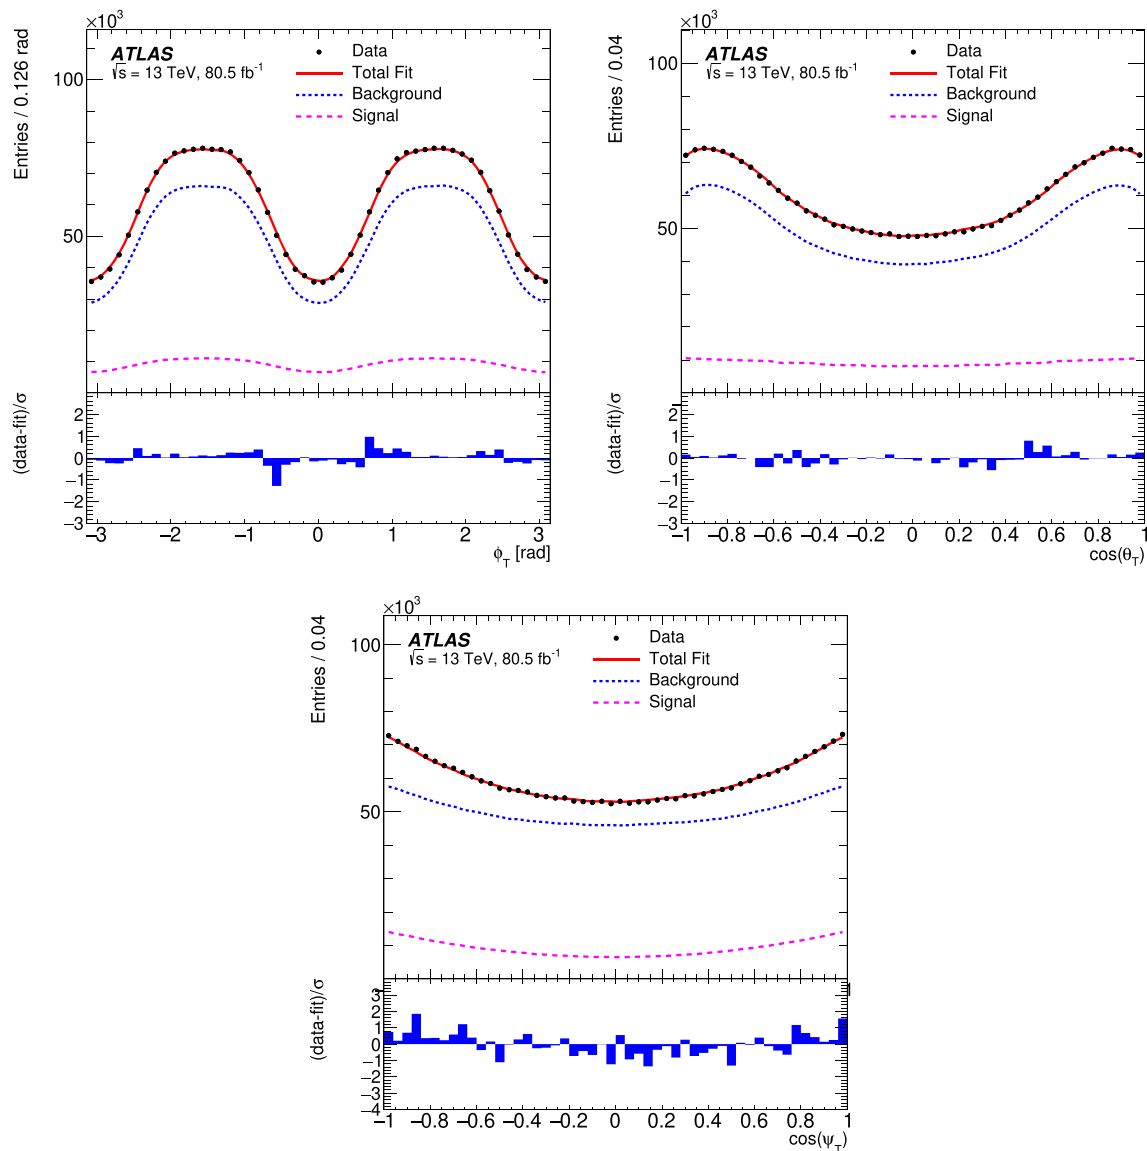 ×10³
Entries / 0.126 rad
100
50
ATLAS
√s = 13 TeV, 80.5 fb⁻¹
Data
Total Fit
Background
Signal
(data-fit)/σ
2
1
0
−1
−2
−3
−3 −2 −1 0 1 2 3
ϕ_T [rad]
×10³
Entries / 0.04
100
50
ATLAS
√s = 13 TeV, 80.5 fb⁻¹
Data
Total Fit
Background
Signal
(data-fit)/σ
2
1
0
−1
−2
−3
−1 −0.8 −0.6 −0.4 −0.2 0 0.2 0.4 0.6 0.8 1
cos(θ_T)
×10³
Entries / 0.04
100
50
ATLAS
√s = 13 TeV, 80.5 fb⁻¹
Data
Total Fit
Background
Signal
(data-fit)/σ
3
2
1
0
−1
−2
−3
−4
−1 −0.8 −0.6 −0.4 −0.2 0 0.2 0.4 0.6 0.8 1
cos(ψ_T)